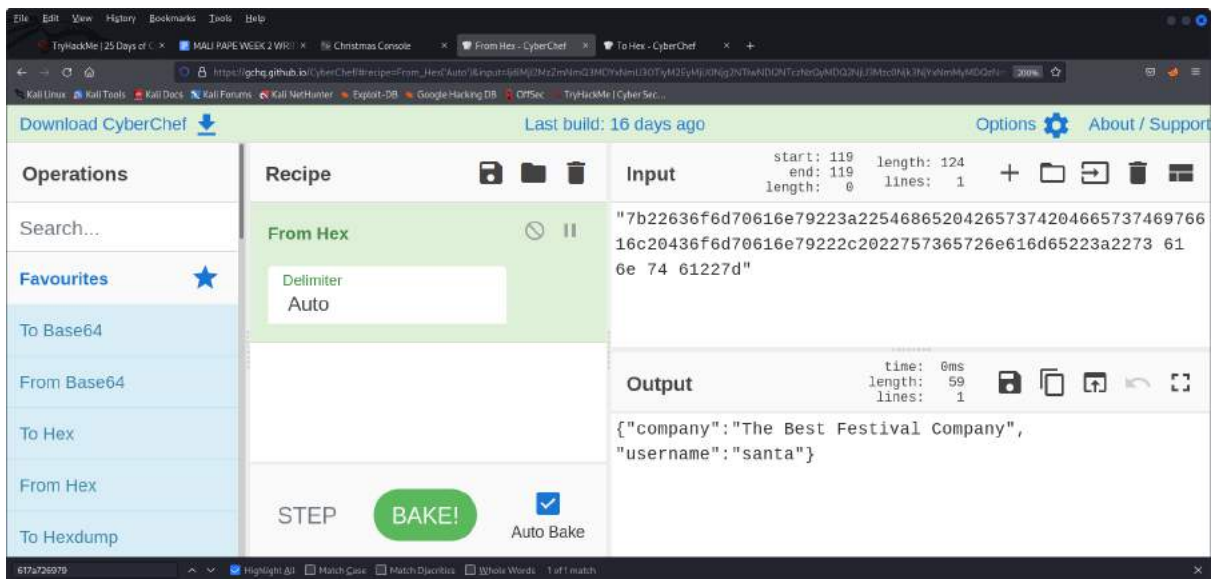 File Edit View History Bookmarks Tools Help
TryHackMe | 25 Days of C ×
MALI PAPE WEEK 2 WRIT ×
Christmas Console ×
From Hex - CyberChef ×
To Hex - CyberChef ×
200%
Kali Linux Kali Tools Kali Docs Kali Forums Kali NetHunter Exploit-DB Google Hacking DB OffSec TryHackMe | Cyber Sec...
Download CyberChef Last build: 16 days ago Options About / Support
Operations
Search...
Favourites
To Base64
From Base64
To Hex
From Hex
To Hexdump
Recipe
From Hex
Delimiter
Auto
STEP BAKE! Auto Bake
Input
start: 119
end: 119
length: 0
length: 124
lines: 1
"7b22636f6d70616e79223a225468652042657374204665737469766
16c20436f6d70616e79222c2022757365726e616d65223a2273 61
6e 74 61227d"
Output
time: 0ms
length: 59
lines: 1
{"company":"The Best Festival Company",
"username":"santa"}
617a726979 Highlight All Match Case Match Diacritics Whole Words 1 of 1 match